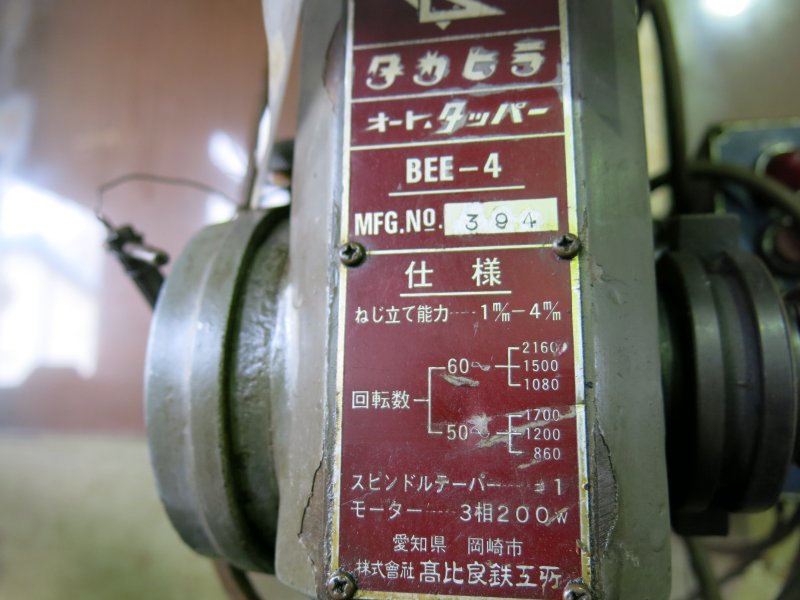 タカヒラ
オート、タッパー
BEE-4
MFG.No. 394
仕様
ねじ立て能力……1m/m-4m/m
2160
60～ 1500
1080
回転数
1700
50～ 1200
860
スピンドルテーパー……#1
モーター……3相200W
愛知県 岡崎市
株式會社 髙比良鉄工所